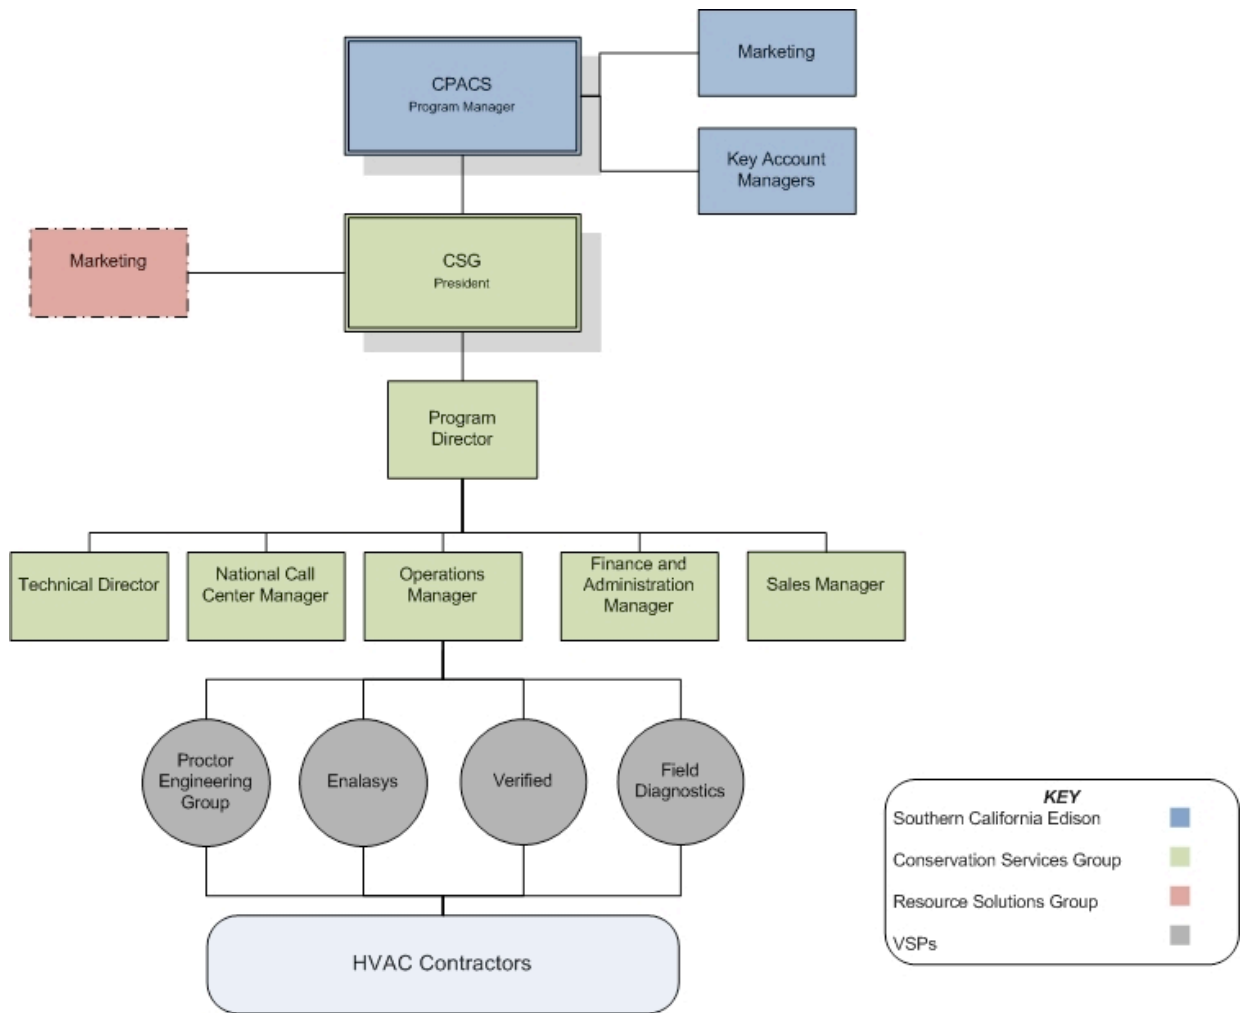 CPACS
Program Manager
Marketing
Key Account
Managers
Marketing
CSG
President
Program
Director
Technical Director
National Call
Center Manager
Operations
Manager
Finance and
Administration
Manager
Sales Manager
Proctor
Engineering
Group
Enalasys
Verified
Field
Diagnostics
HVAC Contractors
KEY
Southern California Edison
Conservation Services Group
Resource Solutions Group
VSPs